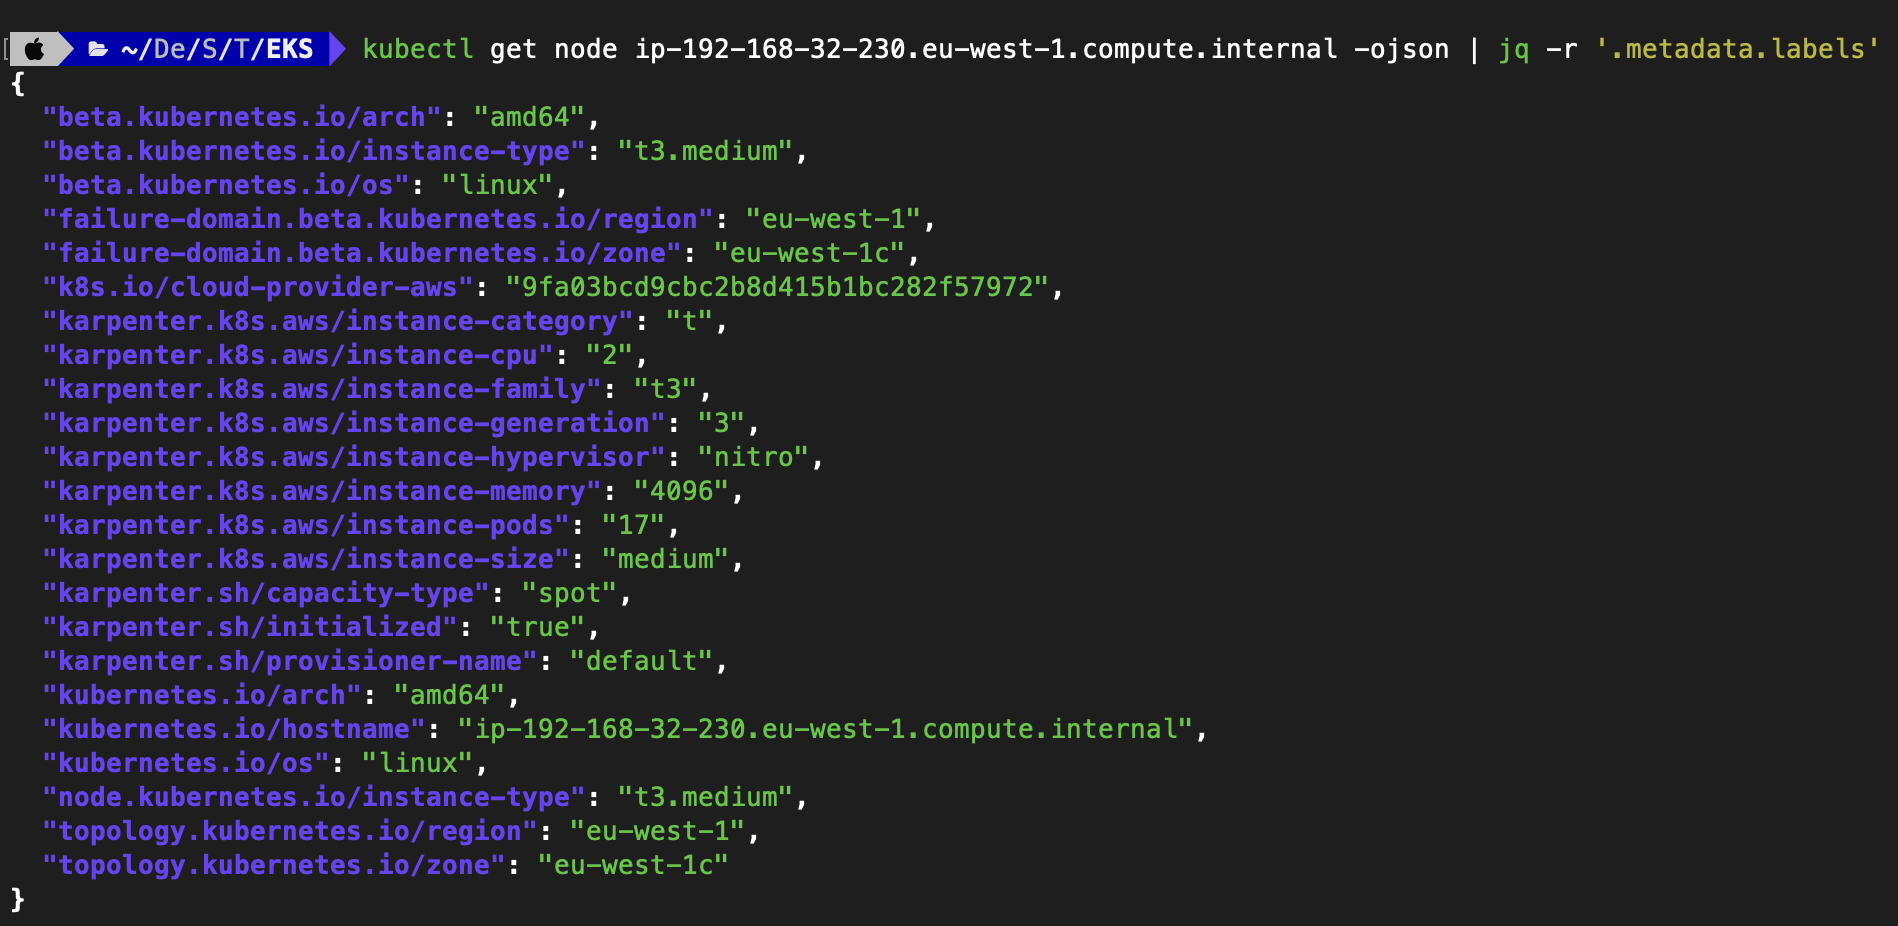 ~/De/S/T/EKS kubectl get node ip-192-168-32-230.eu-west-1.compute.internal -ojson | jq -r '.metadata.labels'
{
  "beta.kubernetes.io/arch": "amd64",
  "beta.kubernetes.io/instance-type": "t3.medium",
  "beta.kubernetes.io/os": "linux",
  "failure-domain.beta.kubernetes.io/region": "eu-west-1",
  "failure-domain.beta.kubernetes.io/zone": "eu-west-1c",
  "k8s.io/cloud-provider-aws": "9fa03bcd9cbc2b8d415b1bc282f57972",
  "karpenter.k8s.aws/instance-category": "t",
  "karpenter.k8s.aws/instance-cpu": "2",
  "karpenter.k8s.aws/instance-family": "t3",
  "karpenter.k8s.aws/instance-generation": "3",
  "karpenter.k8s.aws/instance-hypervisor": "nitro",
  "karpenter.k8s.aws/instance-memory": "4096",
  "karpenter.k8s.aws/instance-pods": "17",
  "karpenter.k8s.aws/instance-size": "medium",
  "karpenter.sh/capacity-type": "spot",
  "karpenter.sh/initialized": "true",
  "karpenter.sh/provisioner-name": "default",
  "kubernetes.io/arch": "amd64",
  "kubernetes.io/hostname": "ip-192-168-32-230.eu-west-1.compute.internal",
  "kubernetes.io/os": "linux",
  "node.kubernetes.io/instance-type": "t3.medium",
  "topology.kubernetes.io/region": "eu-west-1",
  "topology.kubernetes.io/zone": "eu-west-1c"
}